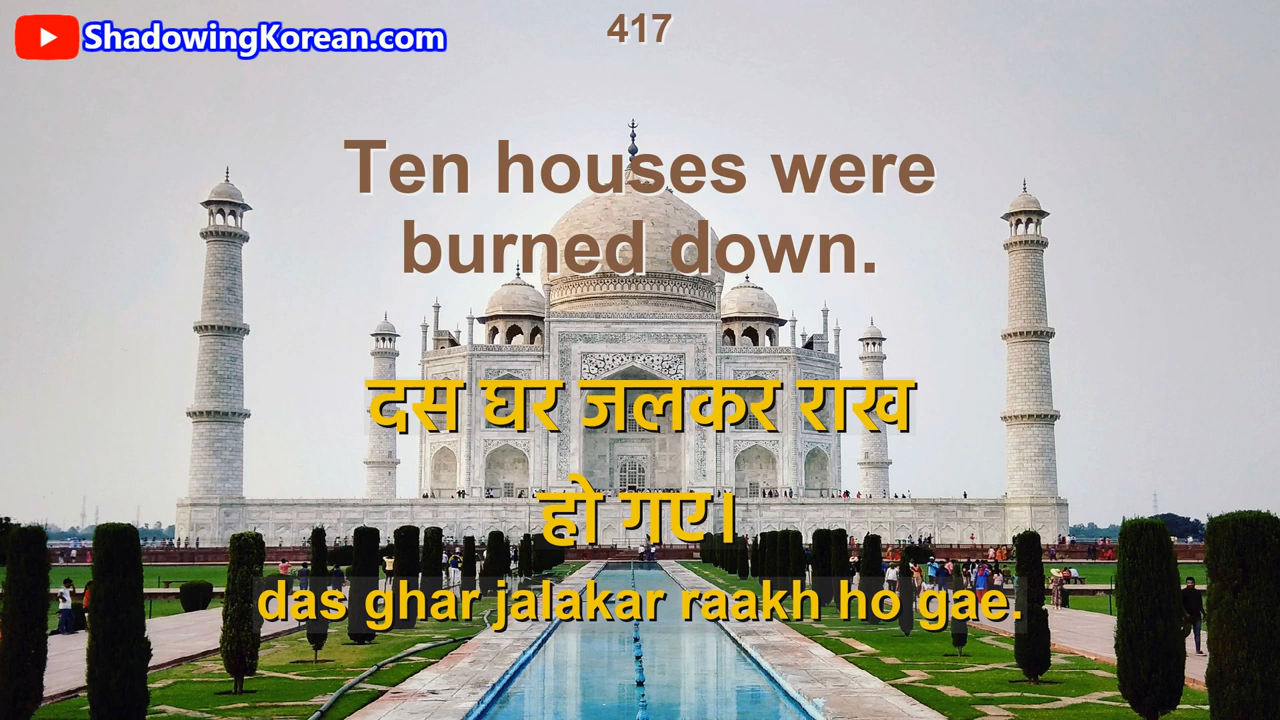 ShadowingKorean.com
417
Ten houses were
burned down.
दस घर जलकर राख
हो गए।
das ghar jalakar raakh ho gae.